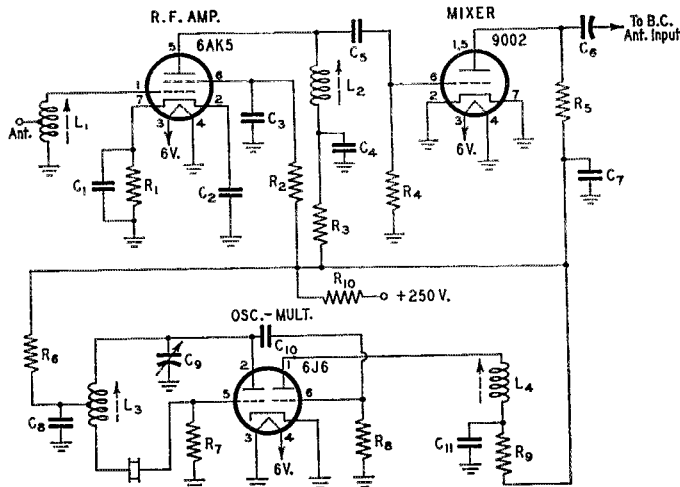 R.F. AMP.
MIXER
6AK5
9002
To B.C.
Ant. Input
5
C5
1,5
C6
1
6
7
2
L1
Ant.
3
4
6V.
C3
L2
C4
6
2
7
3
4
6V.
R5
C7
C1
R1
C2
R2
R3
R4
R10
+250 V.
OSC.-MULT.
R6
C9
C10
2
1
6J6
L3
5
6
L4
C8
3
4
R7
6V.
R8
C11
R9